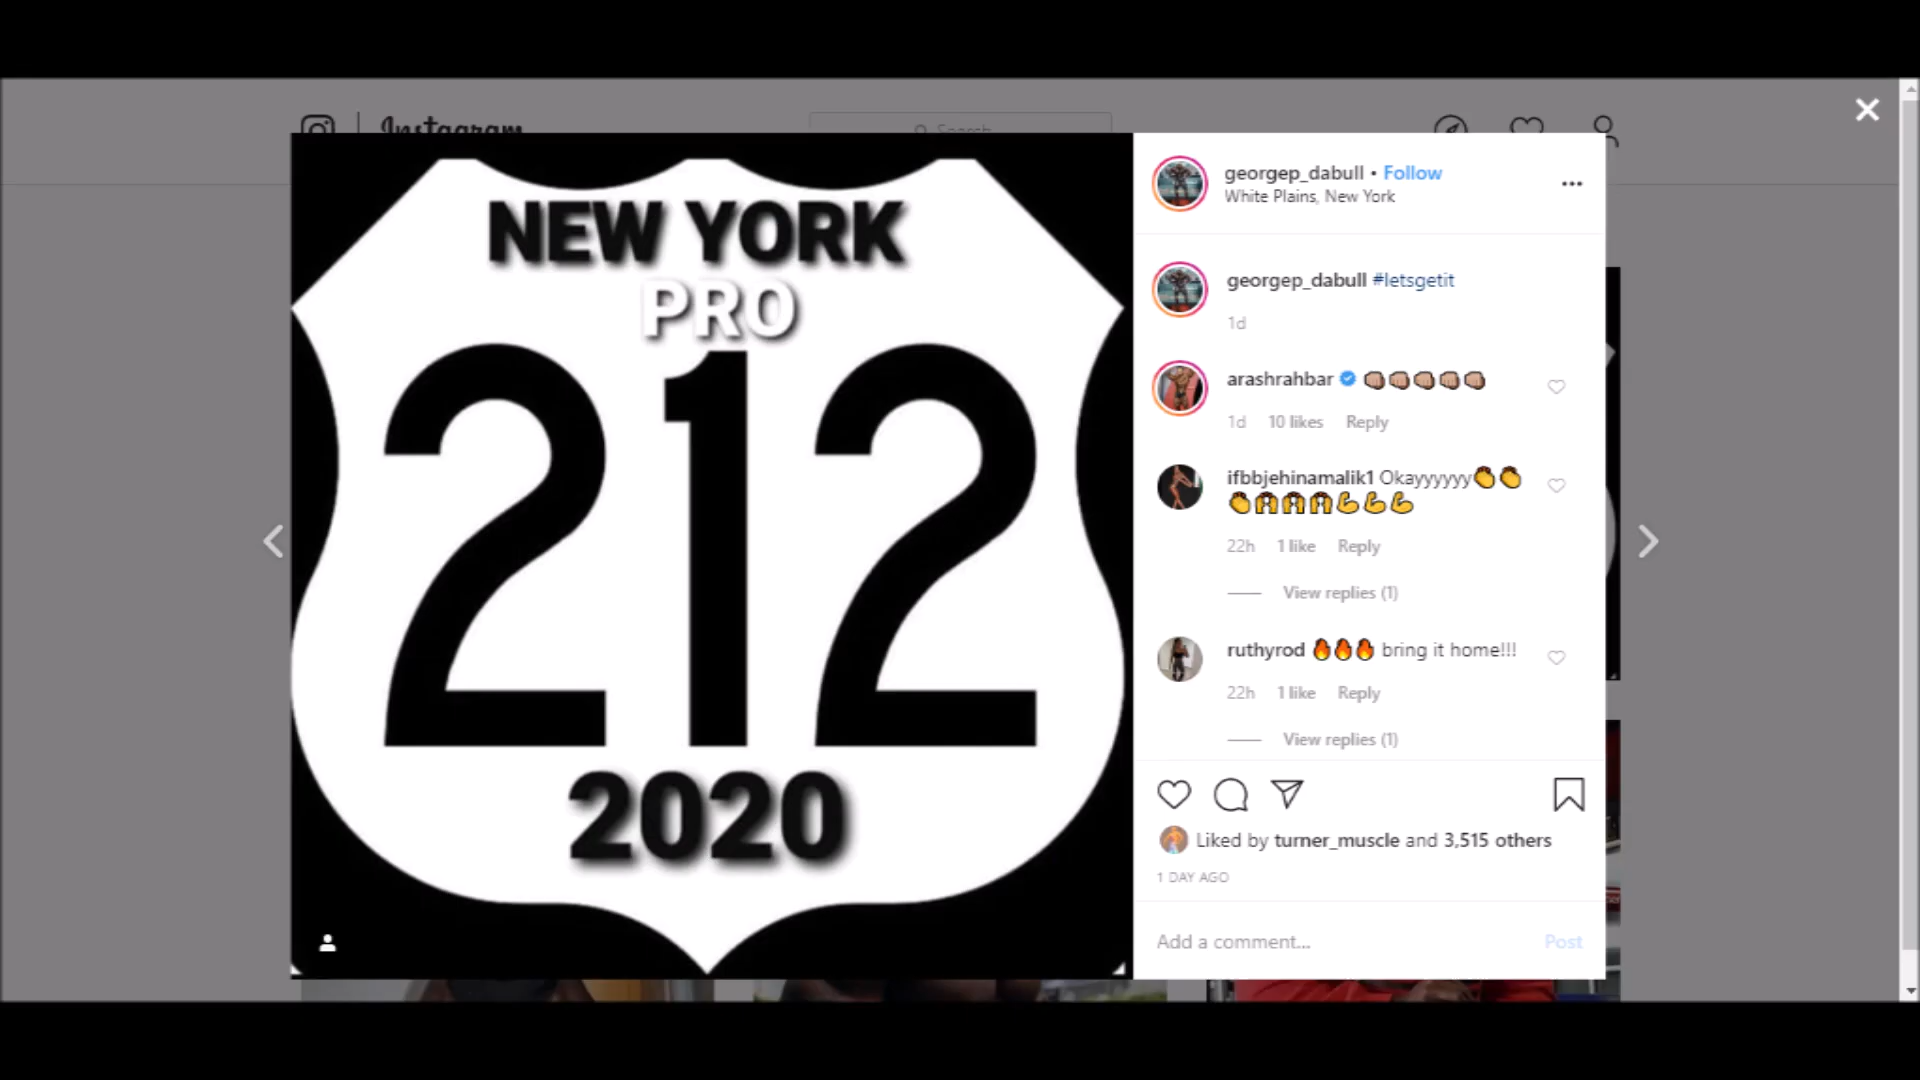 Instagram
Search
NEW YORK
PRO
212
2020
georgep_dabull • Follow
White Plains, New York
georgep_dabull #letsgetit
1d
arashrahbar
1d 10 likes Reply
ifbbjehinamalik1 Okayyyyyy
22h 1 like Reply
View replies (1)
ruthyrod bring it home!!!
22h 1 like Reply
View replies (1)
Liked by turner_muscle and 3,515 others
1 DAY AGO
Add a comment... Post